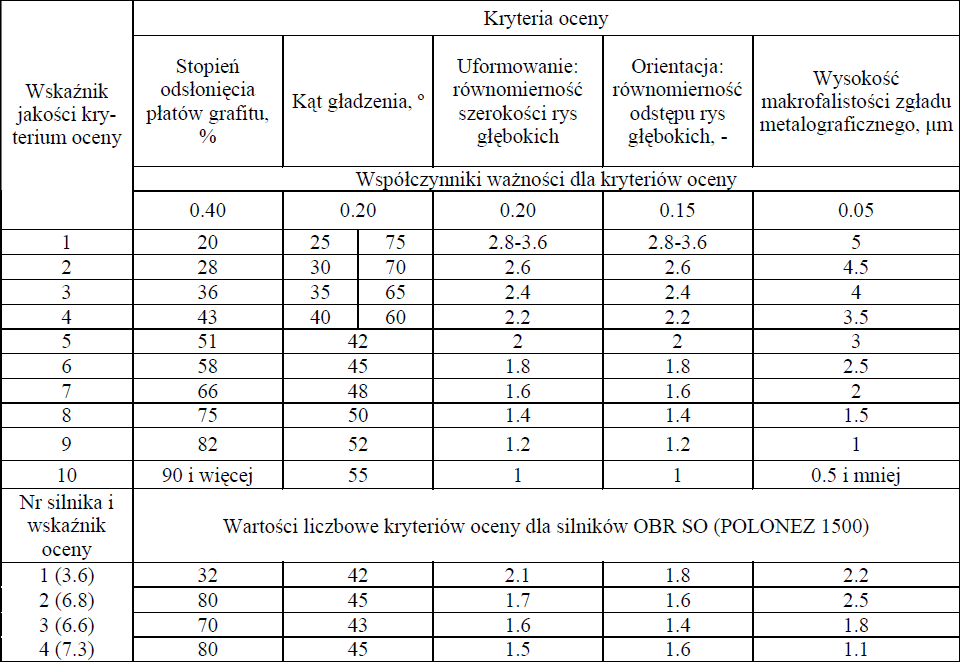 Wskaźnik jakości kry-terium oceny
Kryteria oceny
Stopień odsłonięcia płatów grafitu, %
Kąt gładzenia, º
Uformowanie: równomierność szerokości rys głębokich
Orientacja: równomierność odstępu rys głębokich, -
Wysokość makrofalistości zgładu metalograficznego, μm
Współczynniki ważności dla kryteriów oceny
0.40 0.20 0.20 0.15 0.05
1 20 25 75 2.8-3.6 2.8-3.6 5
2 28 30 70 2.6 2.6 4.5
3 36 35 65 2.4 2.4 4
4 43 40 60 2.2 2.2 3.5
5 51 42 2 2 3
6 58 45 1.8 1.8 2.5
7 66 48 1.6 1.6 2
8 75 50 1.4 1.4 1.5
9 82 52 1.2 1.2 1
10 90 i więcej 55 1 1 0.5 i mniej
Nr silnika i wskaźnik oceny
Wartości liczbowe kryteriów oceny dla silników OBR SO (POLONEZ 1500)
1 (3.6) 32 42 2.1 1.8 2.2
2 (6.8) 80 45 1.7 1.6 2.5
3 (6.6) 70 43 1.6 1.4 1.8
4 (7.3) 80 45 1.5 1.6 1.1